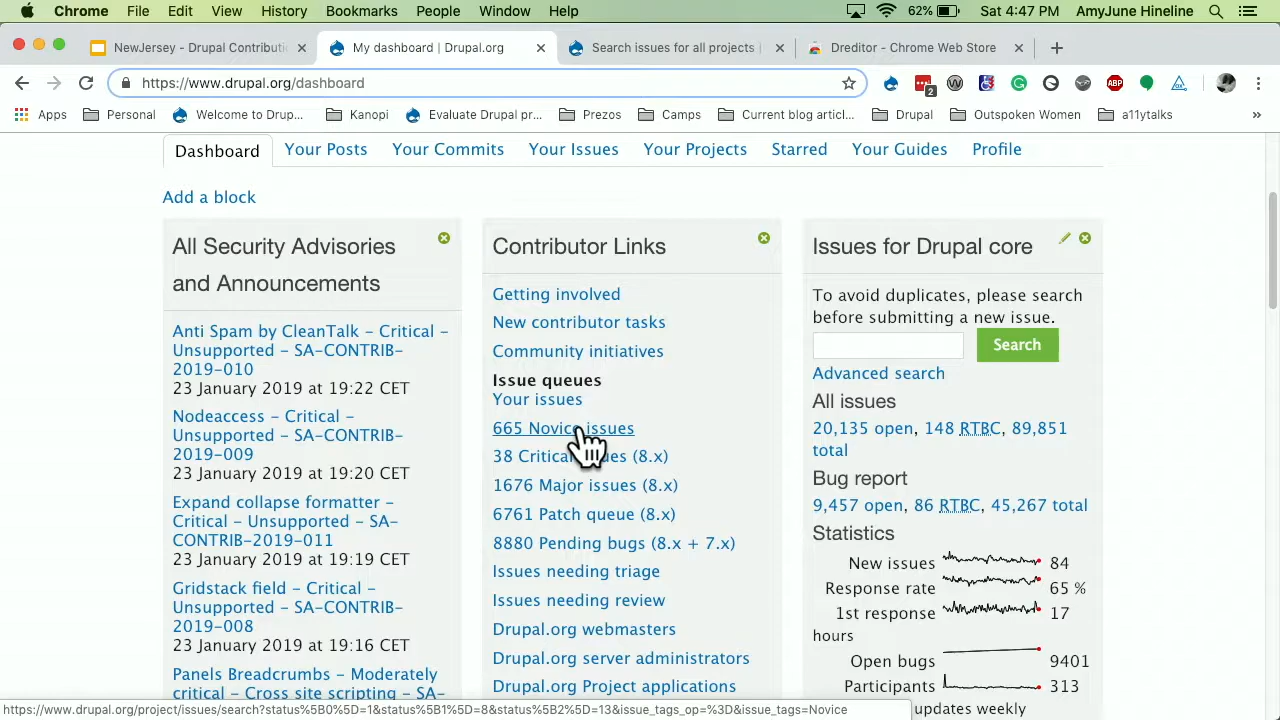 Chrome File Edit View History Bookmarks People Window Help 62% Sat 4:47 PM AmyJune Hineline
NewJersey - Drupal Contributi
My dashboard | Drupal.org
Search issues for all projects |
Dreditor - Chrome Web Store
https://www.drupal.org/dashboard
2
ABP
Apps Personal Welcome to Drup... Kanopi Evaluate Drupal pr... Prezos Camps Current blog articl... Drupal Outspoken Women a11ytalks »
Dashboard Your Posts Your Commits Your Issues Your Projects Starred Your Guides Profile
Add a block
All Security Advisories
and Announcements
Anti Spam by CleanTalk - Critical -
Unsupported - SA-CONTRIB-
2019-010
23 January 2019 at 19:22 CET
Nodeaccess - Critical -
Unsupported - SA-CONTRIB-
2019-009
23 January 2019 at 19:20 CET
Expand collapse formatter -
Critical - Unsupported - SA-
CONTRIB-2019-011
23 January 2019 at 19:19 CET
Gridstack field - Critical -
Unsupported - SA-CONTRIB-
2019-008
23 January 2019 at 19:16 CET
Panels Breadcrumbs - Moderately
critical - Cross site scripting - SA-
Contributor Links
Getting involved
New contributor tasks
Community initiatives
Issue queues
Your issues
665 Novice issues
38 Critical issues (8.x)
1676 Major issues (8.x)
6761 Patch queue (8.x)
8880 Pending bugs (8.x + 7.x)
Issues needing triage
Issues needing review
Drupal.org webmasters
Drupal.org server administrators
Drupal.org Project applications
Issues for Drupal core
To avoid duplicates, please search
before submitting a new issue.
Search
Advanced search
All issues
20,135 open, 148 RTBC, 89,851
total
Bug report
9,457 open, 86 RTBC, 45,267 total
Statistics
New issues 84
Response rate 65 %
1st response 17
hours
Open bugs 9401
Participants 313
updates weekly
https://www.drupal.org/project/issues/search?status%5B0%5D=1&status%5B1%5D=8&status%5B2%5D=13&issue_tags_op=%3D&issue_tags=Novice